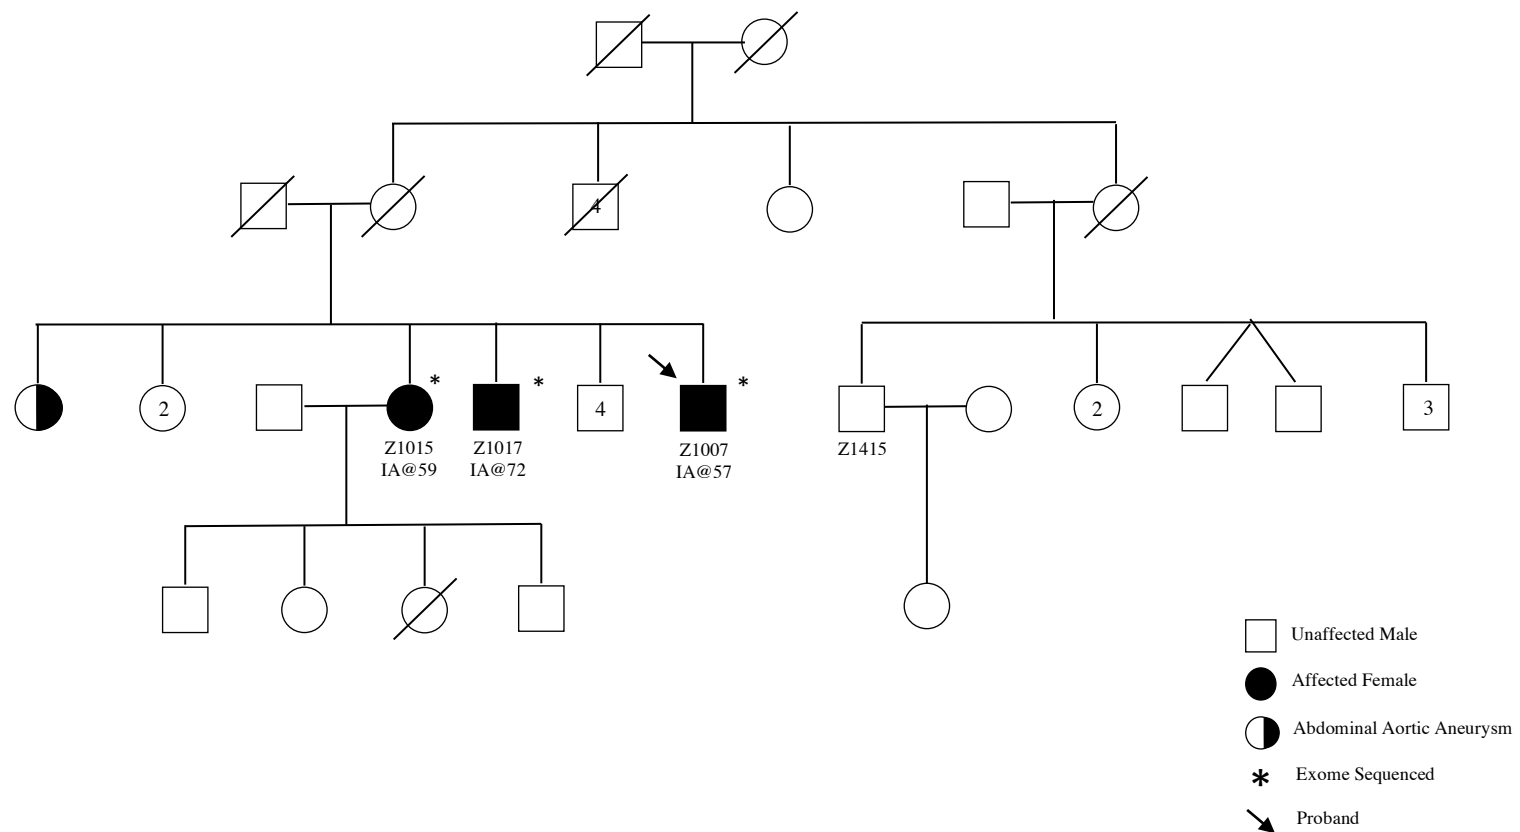 4
2
*
*
4
*
2
3
Z1015
IA@59
Z1017
IA@72
Z1007
IA@57
Z1415
Unaffected Male
Affected Female
Abdominal Aortic Aneurysm
* Exome Sequenced
Proband